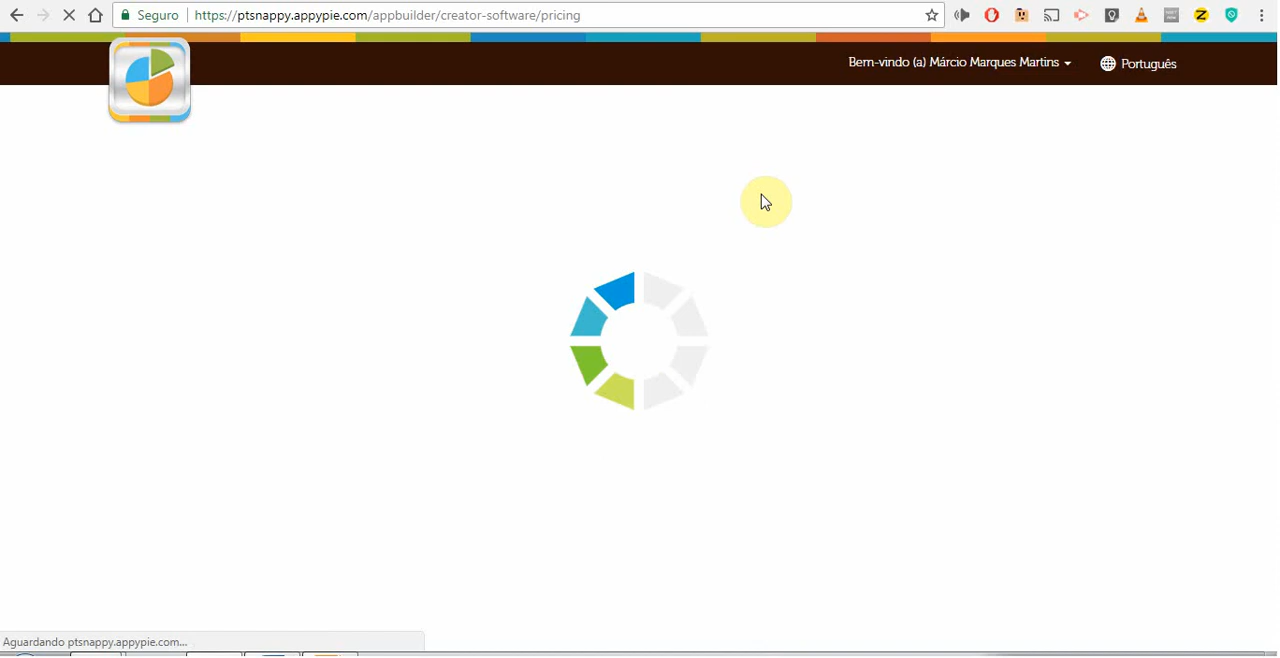 Seguro
https://ptsnappy.appypie.com/appbuilder/creator-software/pricing
Bem-vindo (a) Márcio Marques Martins
Português
Aguardando ptsnappy.appypie.com...